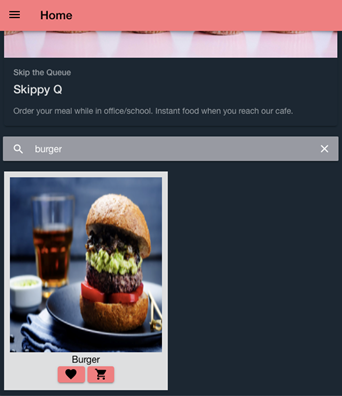 Home
Skip the Queue
Skippy Q
Order your meal while in office/school. Instant food when you reach our cafe.
burger
Burger